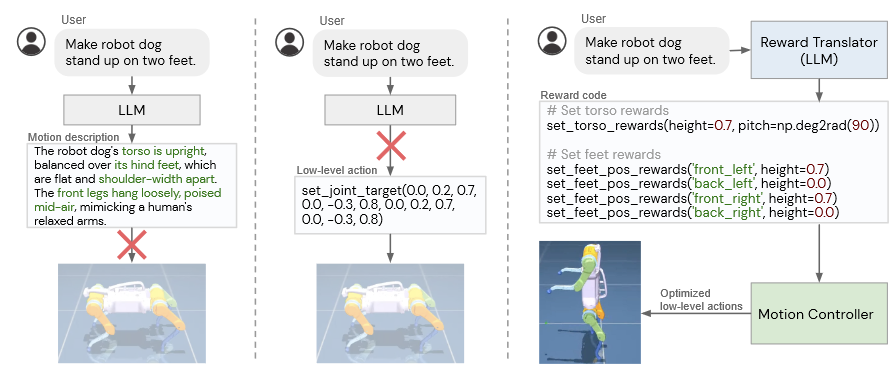 User
Make robot dog
stand up on two feet.
LLM
Motion description
The robot dog's torso is upright,
balanced over its hind feet, which
are flat and shoulder-width apart.
The front legs hang loosely, poised
mid-air, mimicking a human's
relaxed arms.
User
Make robot dog
stand up on two feet.
LLM
Low-level action
set_joint_target(0.0, 0.2, 0.7,
0.0, -0.3, 0.8, 0.0, 0.2, 0.7,
0.0, -0.3, 0.8)
User
Make robot dog
stand up on two feet.
Reward Translator
(LLM)
Reward code
# Set torso rewards
set_torso_rewards(height=0.7, pitch=np.deg2rad(90))
# Set feet rewards
set_feet_pos_rewards('front_left', height=0.7)
set_feet_pos_rewards('back_left', height=0.0)
set_feet_pos_rewards('front_right', height=0.7)
set_feet_pos_rewards('back_right', height=0.0)
Optimized
low-level actions
Motion Controller